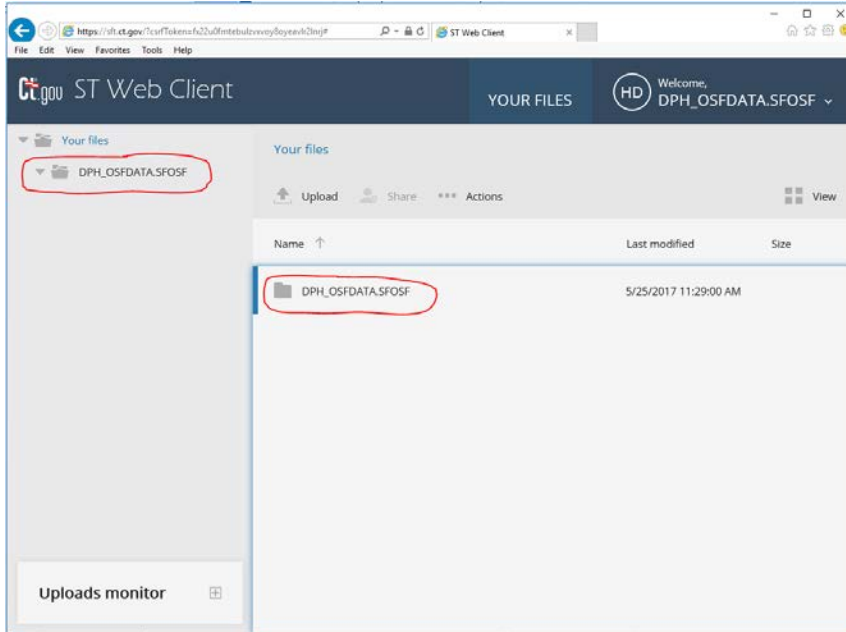 https://sft.ct.gov/?csrfToken=
ST Web Client
File Edit View Favorites Tools Help
Ct.gov ST Web Client
YOUR FILES
HD
Welcome,
DPH_OSFDATA.SFOSF
Your files
DPH_OSFDATA.SFOSF
Your files
Upload Share Actions View
Name Last modified Size
DPH_OSFDATA.SFOSF 5/25/2017 11:29:00 AM
Uploads monitor